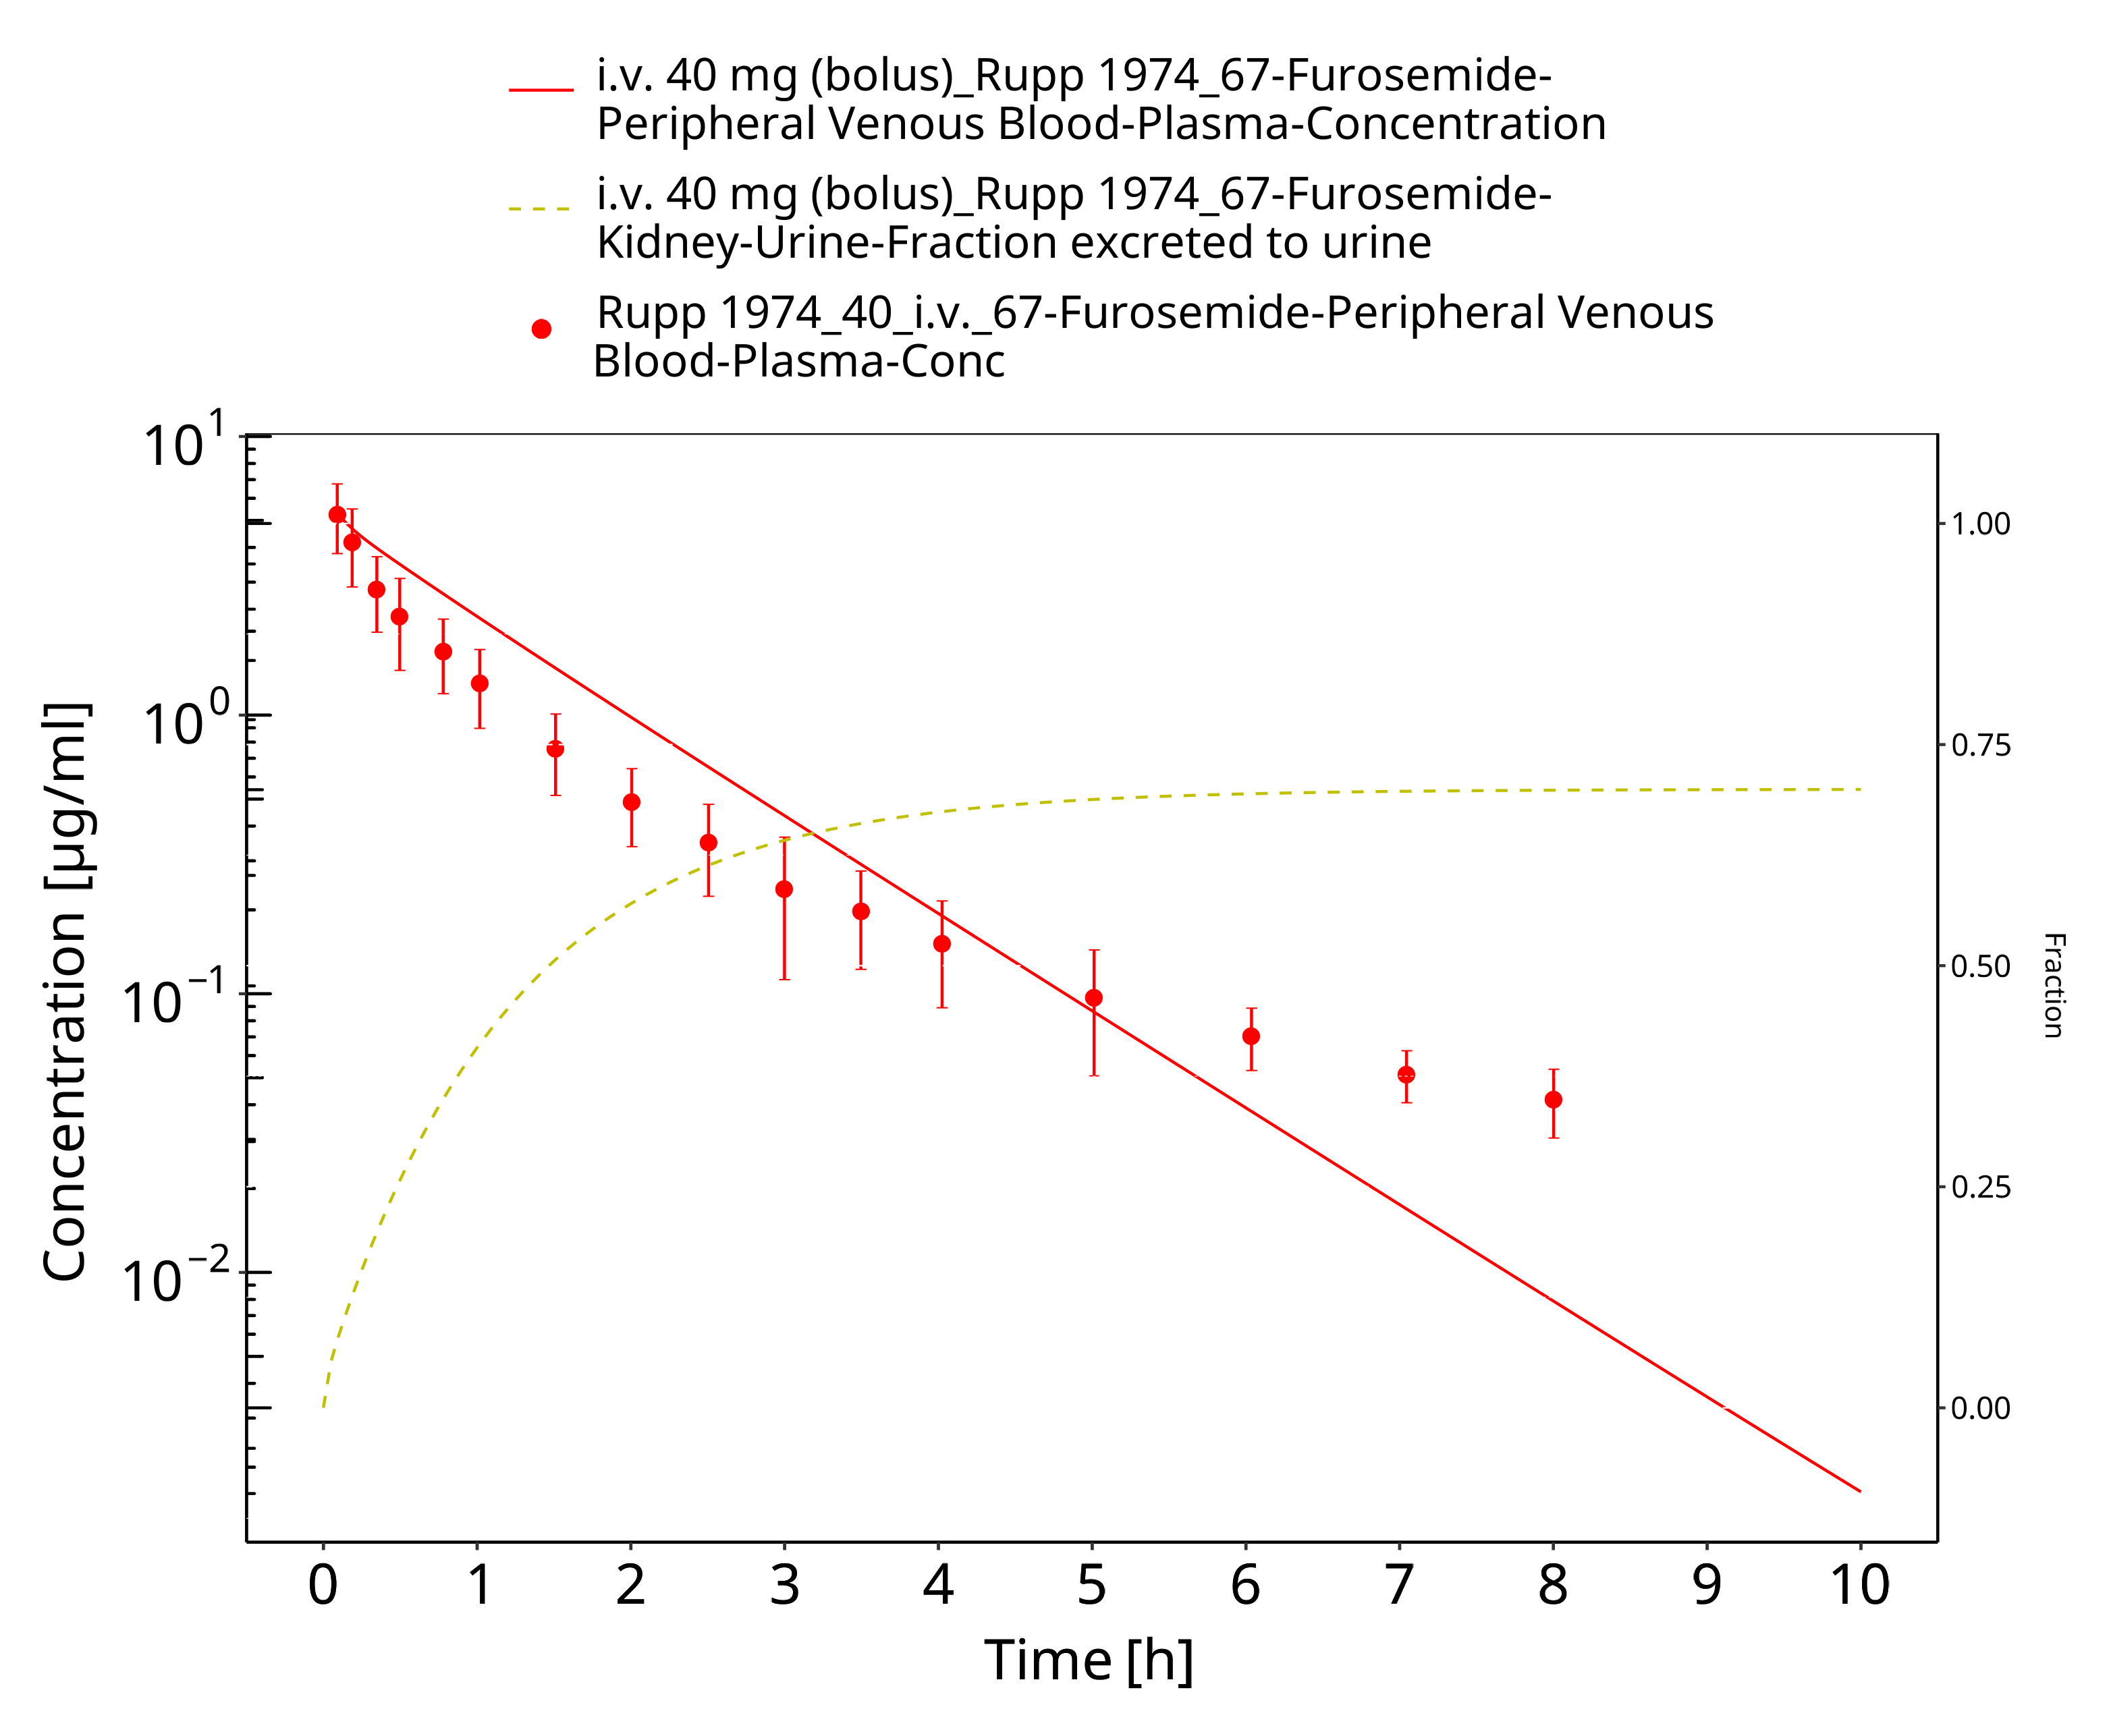 i.v. 40 mg (bolus)_Rupp 1974_67-Furosemide-
Peripheral Venous Blood-Plasma-Concentration
i.v. 40 mg (bolus)_Rupp 1974_67-Furosemide-
Kidney-Urine-Fraction excreted to urine
Rupp 1974_40_i.v._67-Furosemide-Peripheral Venous
Blood-Plasma-Conc
10^1
10^0
10^−1
10^−2
Concentration [µg/ml]
1.00
0.75
0.50
0.25
0.00
Fraction
0 1 2 3 4 5 6 7 8 9 10
Time [h]